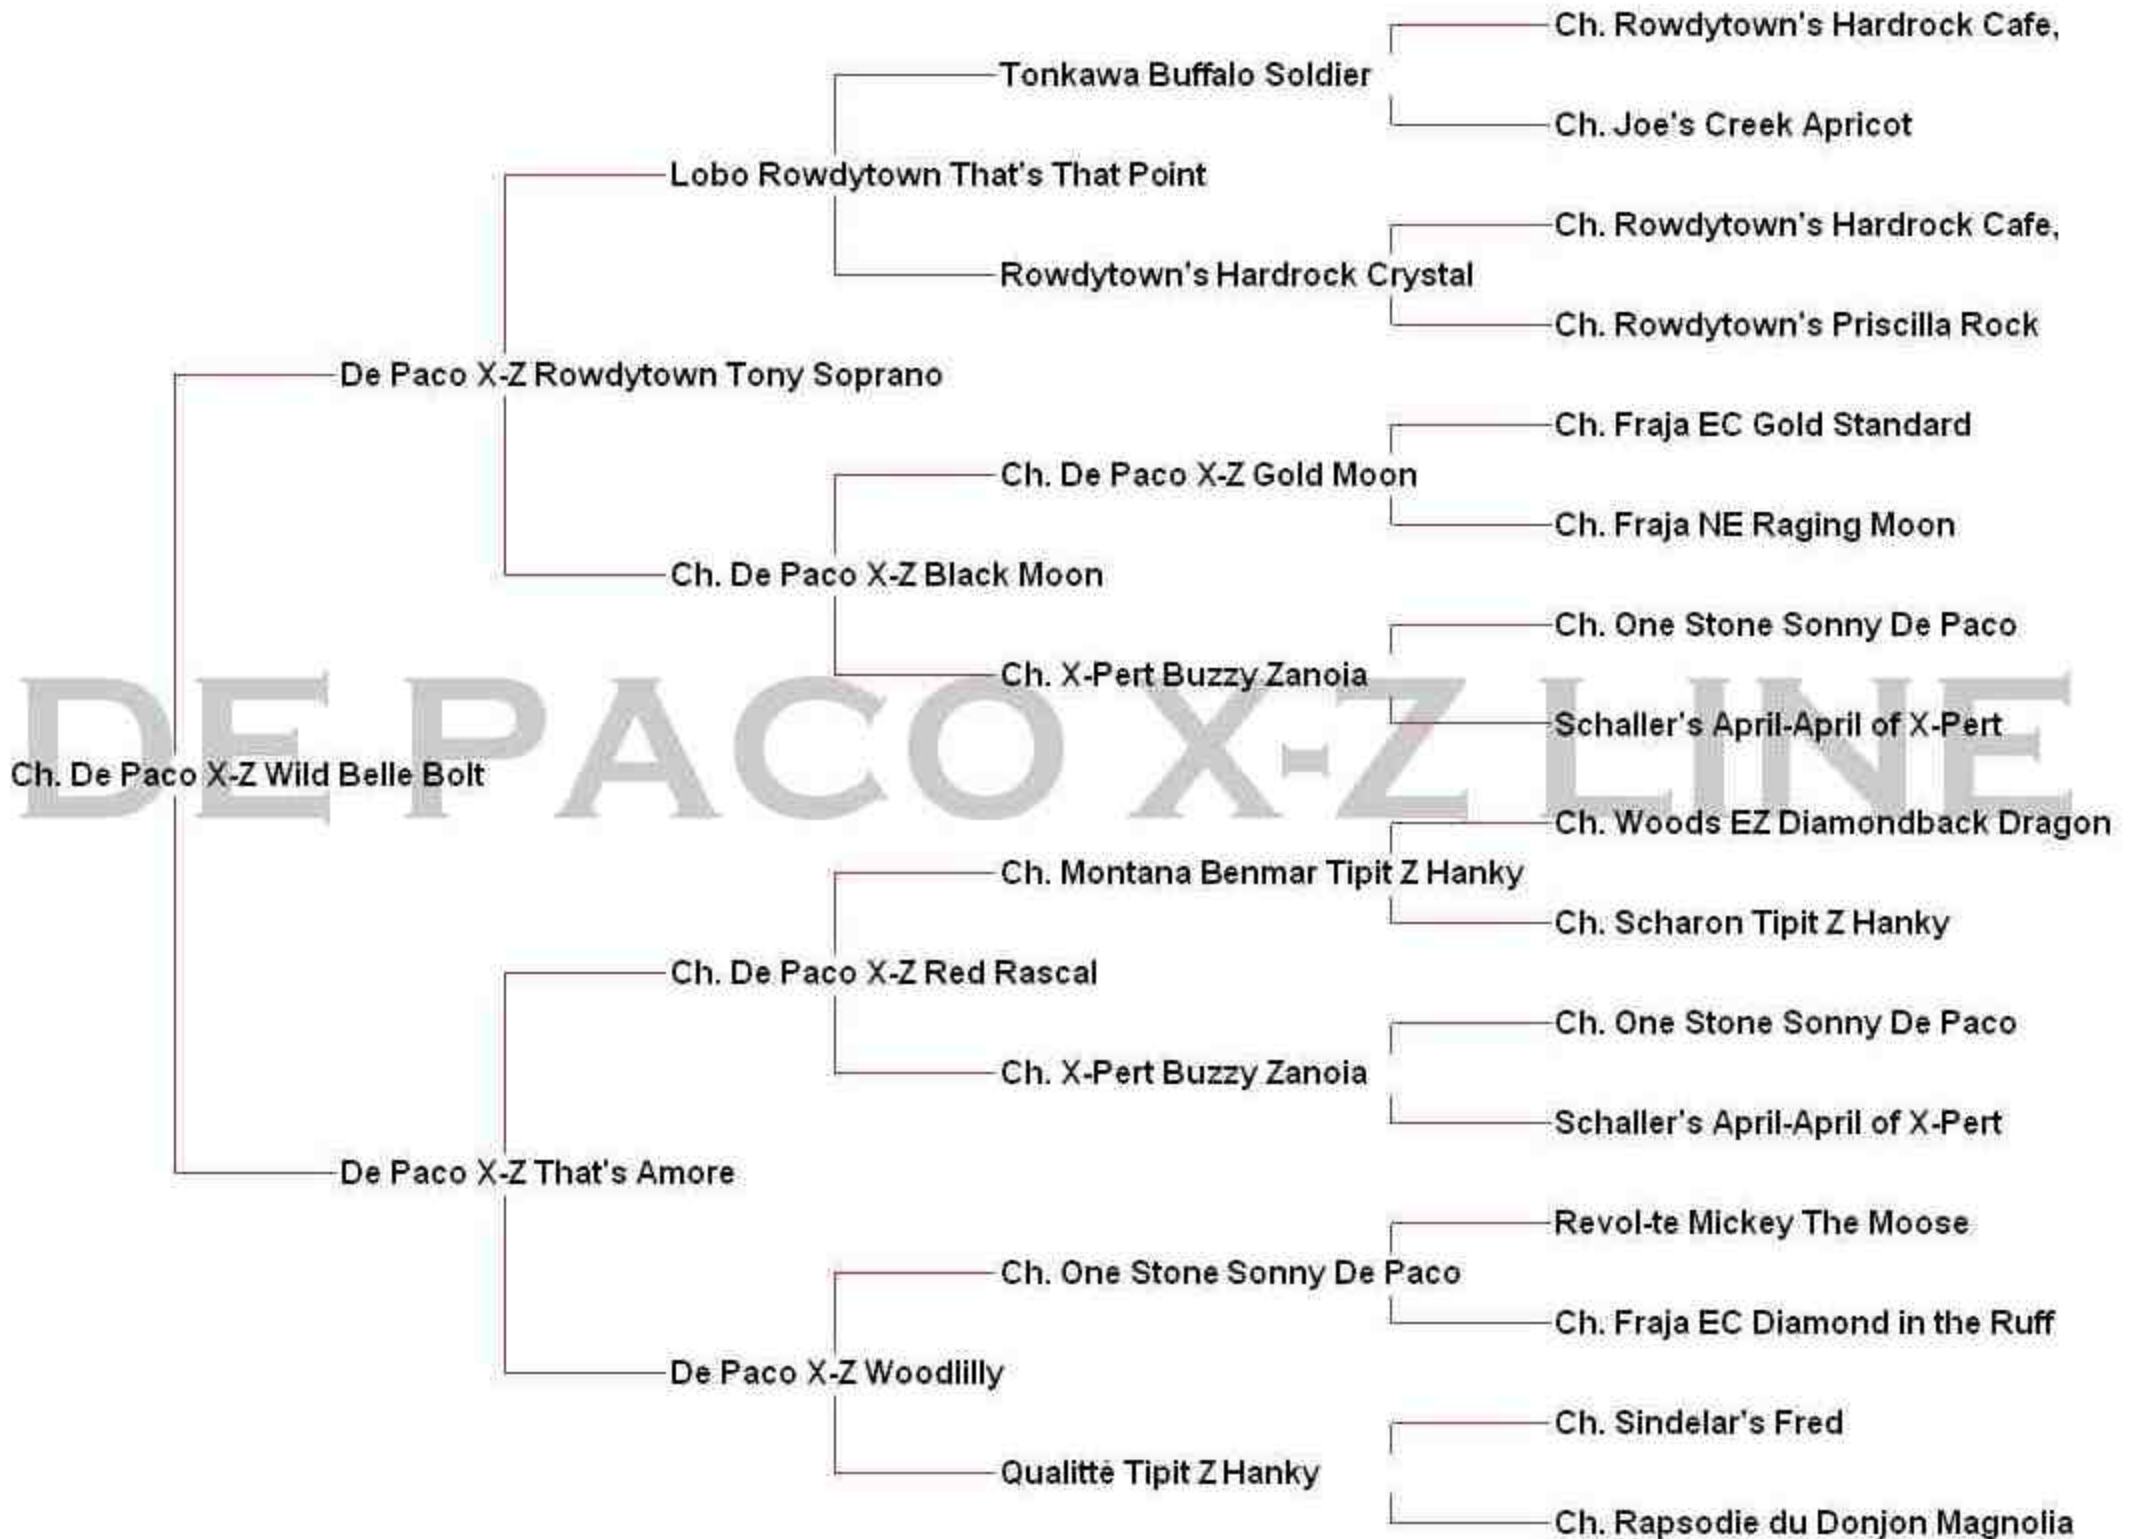 Ch. Rowdytown's Hardrock Cafe,
Tonkawa Buffalo Soldier
Ch. Joe's Creek Apricot
Lobo Rowdytown That's That Point
Ch. Rowdytown's Hardrock Cafe,
Rowdytown's Hardrock Crystal
Ch. Rowdytown's Priscilla Rock
De Paco X-Z Rowdytown Tony Soprano
Ch. Fraja EC Gold Standard
Ch. De Paco X-Z Gold Moon
Ch. Fraja NE Raging Moon
Ch. De Paco X-Z Black Moon
Ch. One Stone Sonny De Paco
Ch. X-Pert Buzzy Zanoia
Schaller's April-April of X-Pert
DE PACO X-Z LINE
Ch. De Paco X-Z Wild Belle Bolt
Ch. Woods EZ Diamondback Dragon
Ch. Montana Benmar Tipit Z Hanky
Ch. Scharon Tipit Z Hanky
Ch. De Paco X-Z Red Rascal
Ch. One Stone Sonny De Paco
Ch. X-Pert Buzzy Zanoia
Schaller's April-April of X-Pert
De Paco X-Z That's Amore
Revol-te Mickey The Moose
Ch. One Stone Sonny De Paco
Ch. Fraja EC Diamond in the Ruff
De Paco X-Z Woodlilly
Ch. Sindelar's Fred
Qualitté Tipit Z Hanky
Ch. Rapsodie du Donjon Magnolia